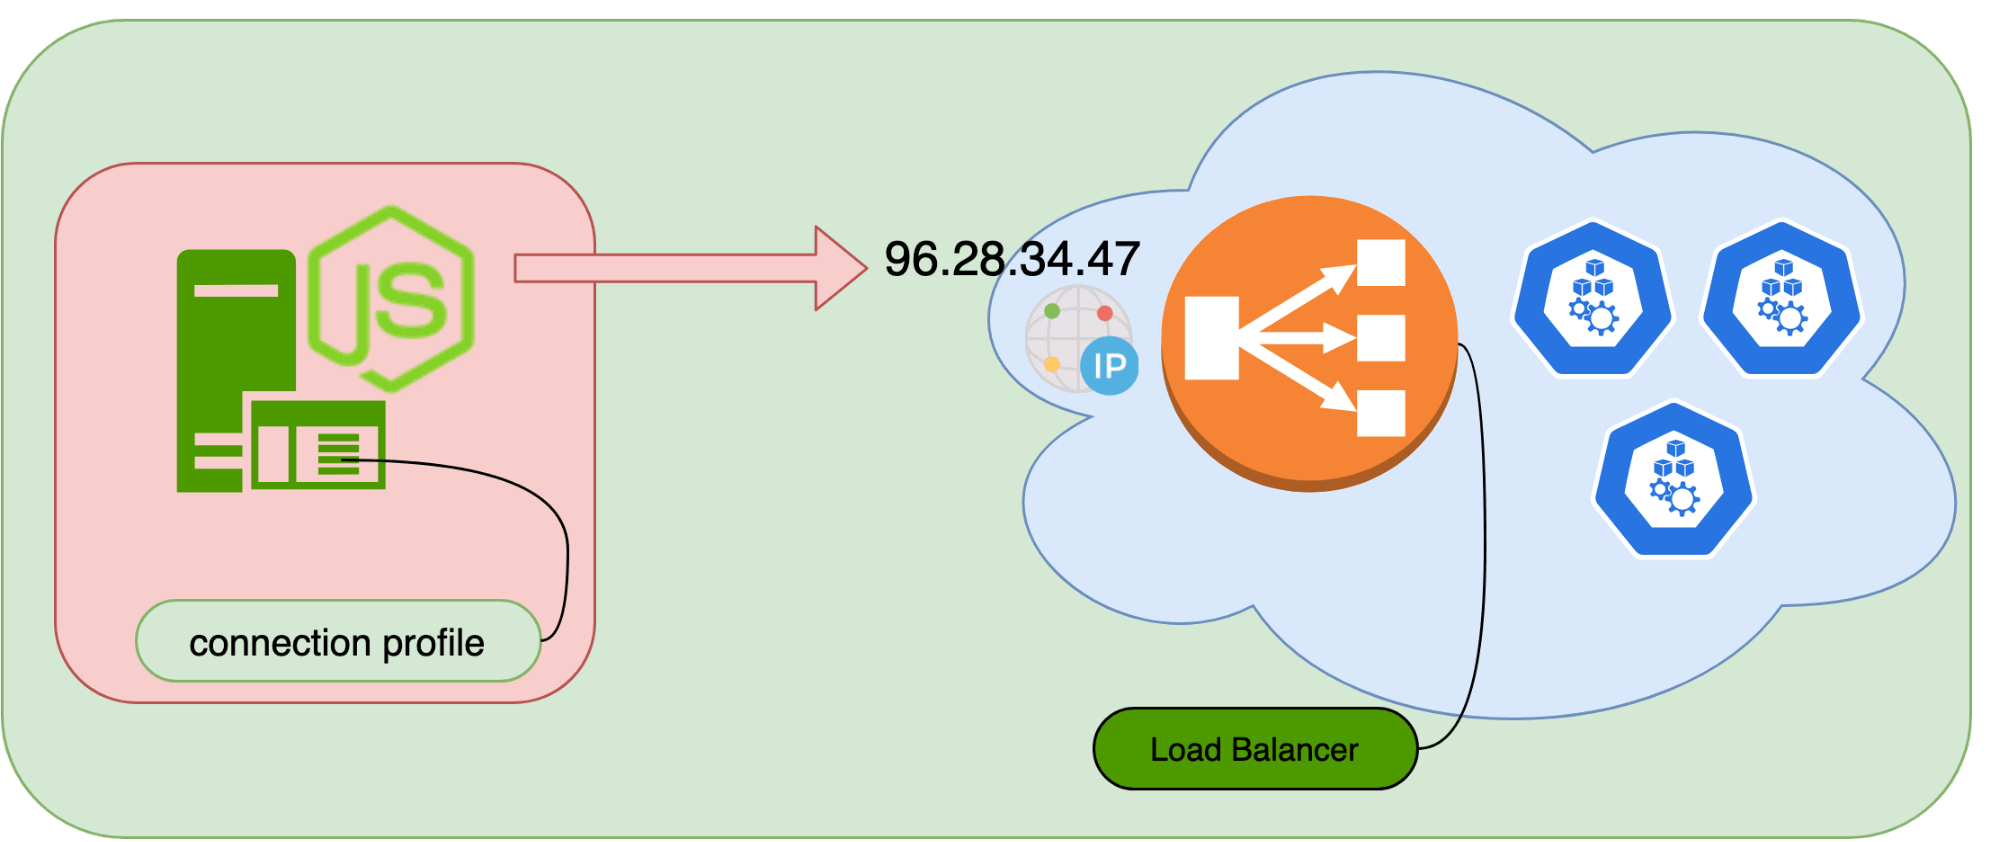 JS
96.28.34.47
IP
connection profile
Load Balancer